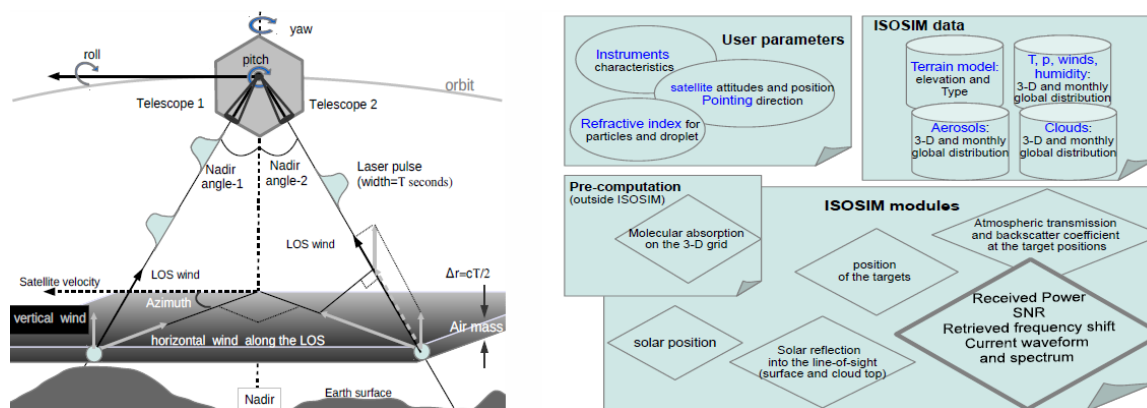 yaw
roll
pitch
orbit
Telescope 1
Telescope 2
Nadir
angle-1
Nadir
angle-2
Laser pulse
(width=T seconds)
LOS wind
LOS wind
Δr=cT/2
Satellite velocity
Azimuth
vertical wind
Air mass
horizontal wind along the LOS
Earth surface
Nadir
User parameters
Instruments
characteristics
satellite attitudes and position
Pointing direction
Refractive index for
particles and droplet
ISOSIM data
Terrain model:
elevation and
Type
T, p, winds,
humidity:
3-D and monthly
global distribution
Aerosols:
3-D and monthly
global distribution
Clouds:
3-D and monthly
global distribution
Pre-computation
(outside ISOSIM)
Molecular absorption
on the 3-D grid
ISOSIM modules
Atmospheric transmission
and backscatter coefficient
at the target positions
position
of the targets
Received Power
SNR
Retrieved frequency shift
Current waveform
and spectrum
solar position
Solar reflection
into the line-of-sight
(surface and cloud top)